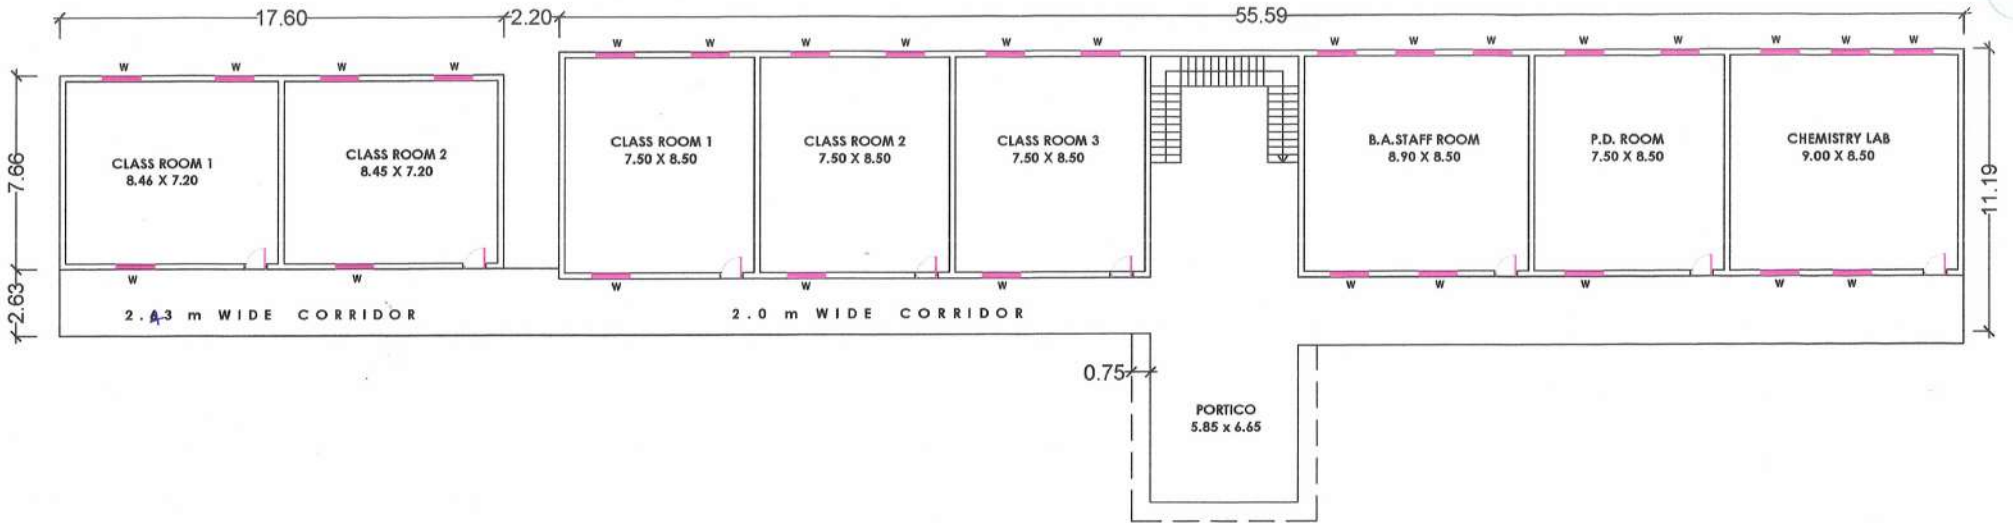 17.60
2.20
55.59
W W W W W W W W W W W W W W
W W W W
7.66
CLASS ROOM 1
8.46 X 7.20
CLASS ROOM 2
8.45 X 7.20
CLASS ROOM 1
7.50 X 8.50
CLASS ROOM 2
7.50 X 8.50
CLASS ROOM 3
7.50 X 8.50
B.A.STAFF ROOM
8.90 X 8.50
P.D. ROOM
7.50 X 8.50
CHEMISTRY LAB
9.00 X 8.50
11.19
W W
W W W W W W W W
2.63
m WIDE CORRIDOR
2.0 m WIDE CORRIDOR
0.75
PORTICO
5.85 x 6.65